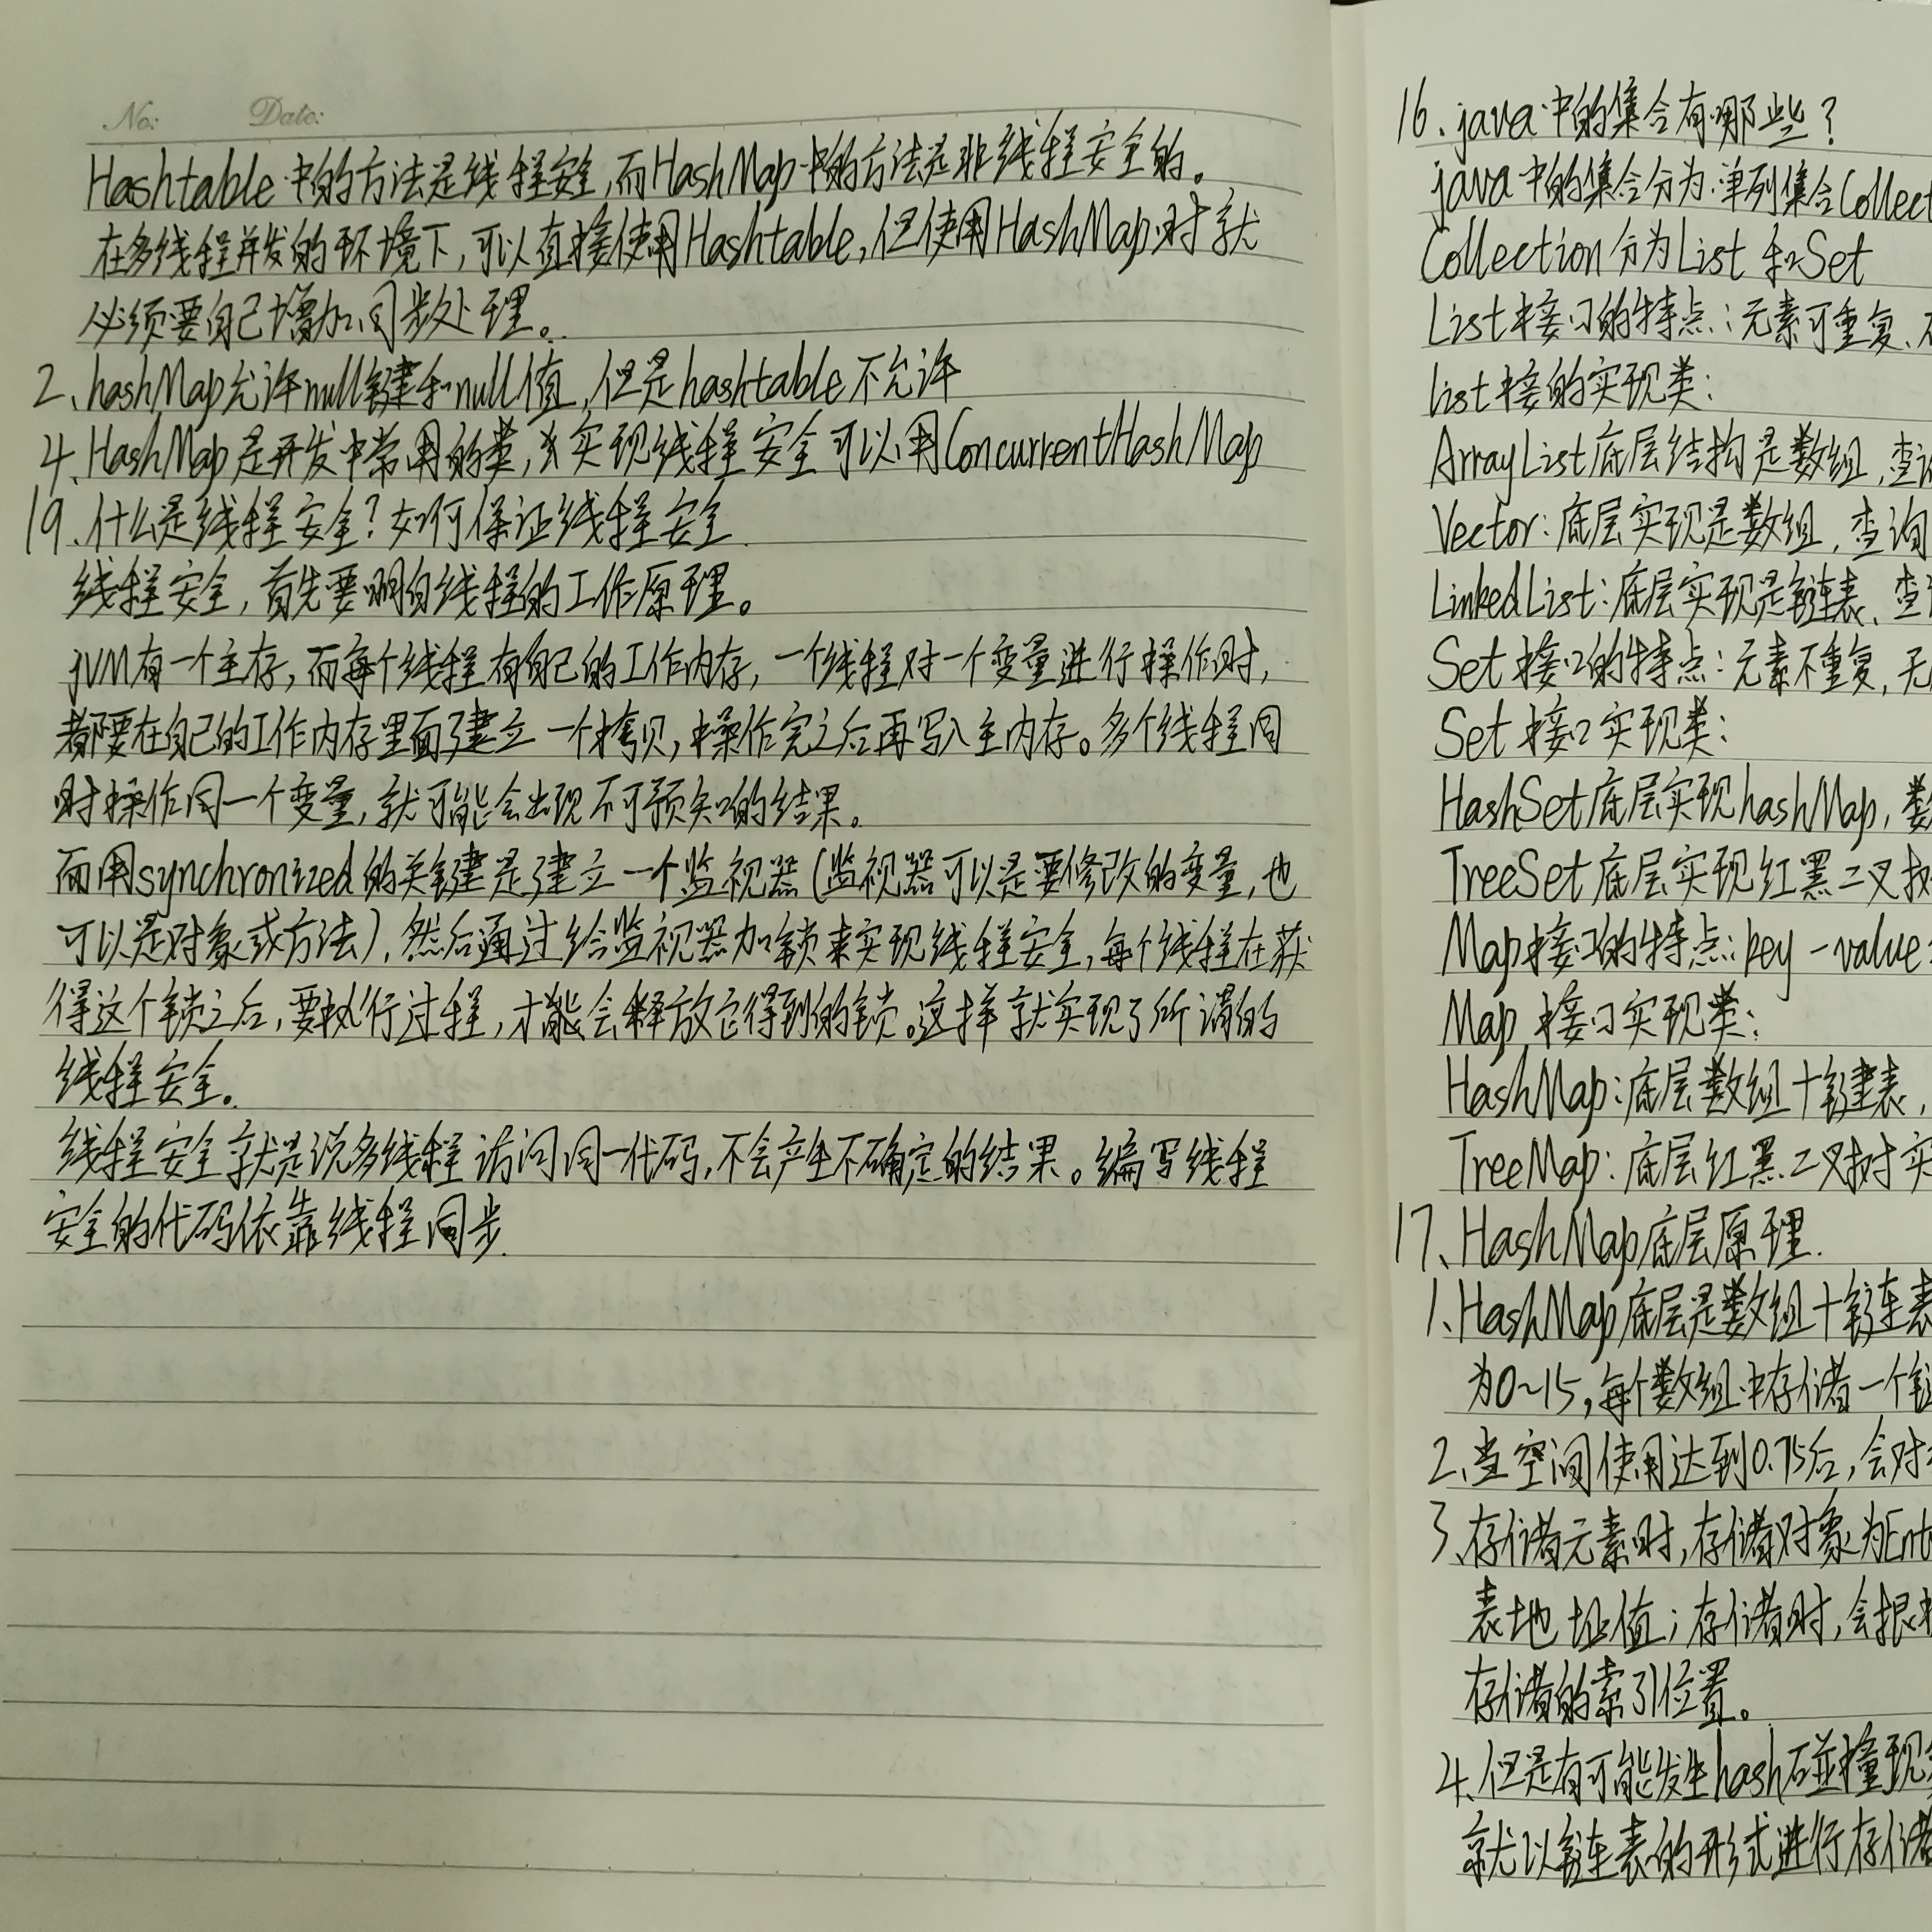 No: Date:
Hashtable中的方法是线程安全,而HashMap中的方法是非线程安全的。
在多线程并发的环境下,可以直接使用Hashtable,但使用HashMap时就
必须要自己增加同步处理。
2、hashMap允许null键和null值,但是hashtable不允许
4、HashMap是开发中常用的类,实现线程安全可以用ConcurrentHashMap
19、什么是线程安全?如何保证线程安全
线程安全,首先要明白线程的工作原理。
jVM有一个主存,而每个线程有自己的工作内存,一个线程对一个变量进行操作时,
都要在自己的工作内存里面建立一个拷贝,操作完之后再写入主内存。多个线程同
时操作同一个变量,就可能会出现不可预知的结果。
而用synchronized的关键是建立一个监视器(监视器可以是要修改的变量,也
可以是对象或方法),然后通过给监视器加锁来实现线程安全,每个线程在获
得这个锁之后,要执行过程,才能会释放它得到的锁。这样就实现了所谓的
线程安全。
线程安全就是说多线程访问同一代码,不会产生不确定的结果。编写线程
安全的代码依靠线程同步.
16、java中的集合有哪些?
java中的集合分为:单列集合Collect
Collection分为List和Set
List接口的特点:元素可重复、
list接的实现类:
ArrayList底层结构是数组,查
Vector:底层实现是数组,查询
LinkedList:底层实现是链表、查
Set接口的特点:元素不重复,无
Set接口实现类:
HashSet底层实现hashMap,数
TreeSet底层实现红黑二叉
Map接口的特点:key-value
Map接口实现类:
HashMap:底层数组+链表,
TreeMap:底层红黑二叉树实
17、HashMap底层原理.
1、HashMap底层是数组+链表
为0~15,每个数组中存储一个
2、当空间使用达到0.75后,会对
3、存储元素时,存储对象为Ent
表地址值;存储时,会根
存储的索引位置。
4、但是有可能发生hash碰撞现
就以链表的形式进行存储